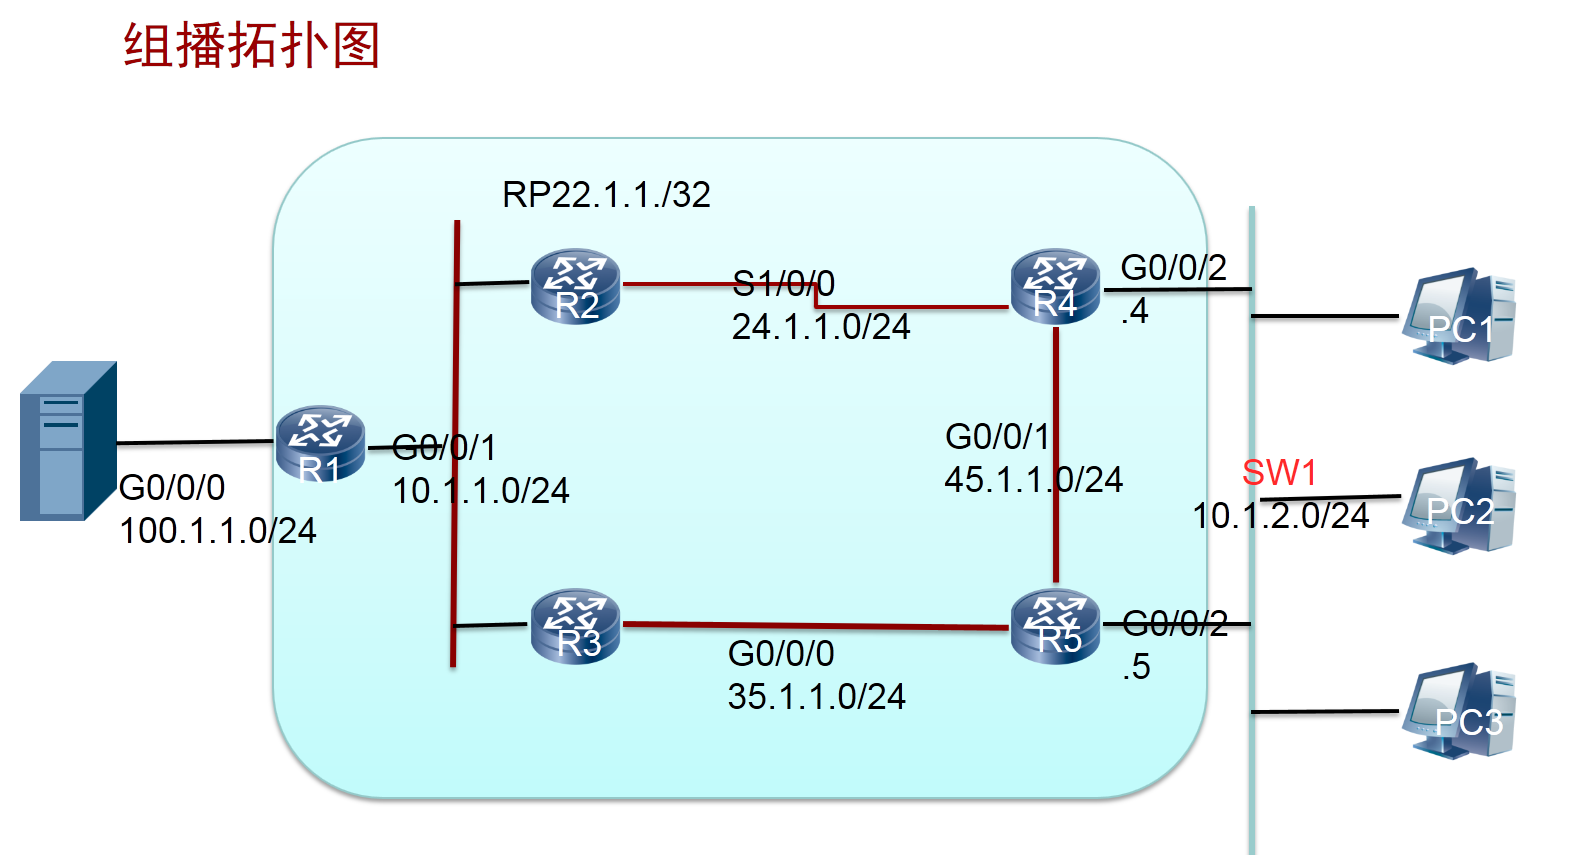 组播拓扑图
RP22.1.1./32
R2
S1/0/0
24.1.1.0/24
R4
G0/0/2
.4
PC1
R1
G0/0/0
100.1.1.0/24
G0/0/1
10.1.1.0/24
G0/0/1
45.1.1.0/24
SW1
10.1.2.0/24
PC2
R3
G0/0/0
35.1.1.0/24
R5
G0/0/2
.5
PC3